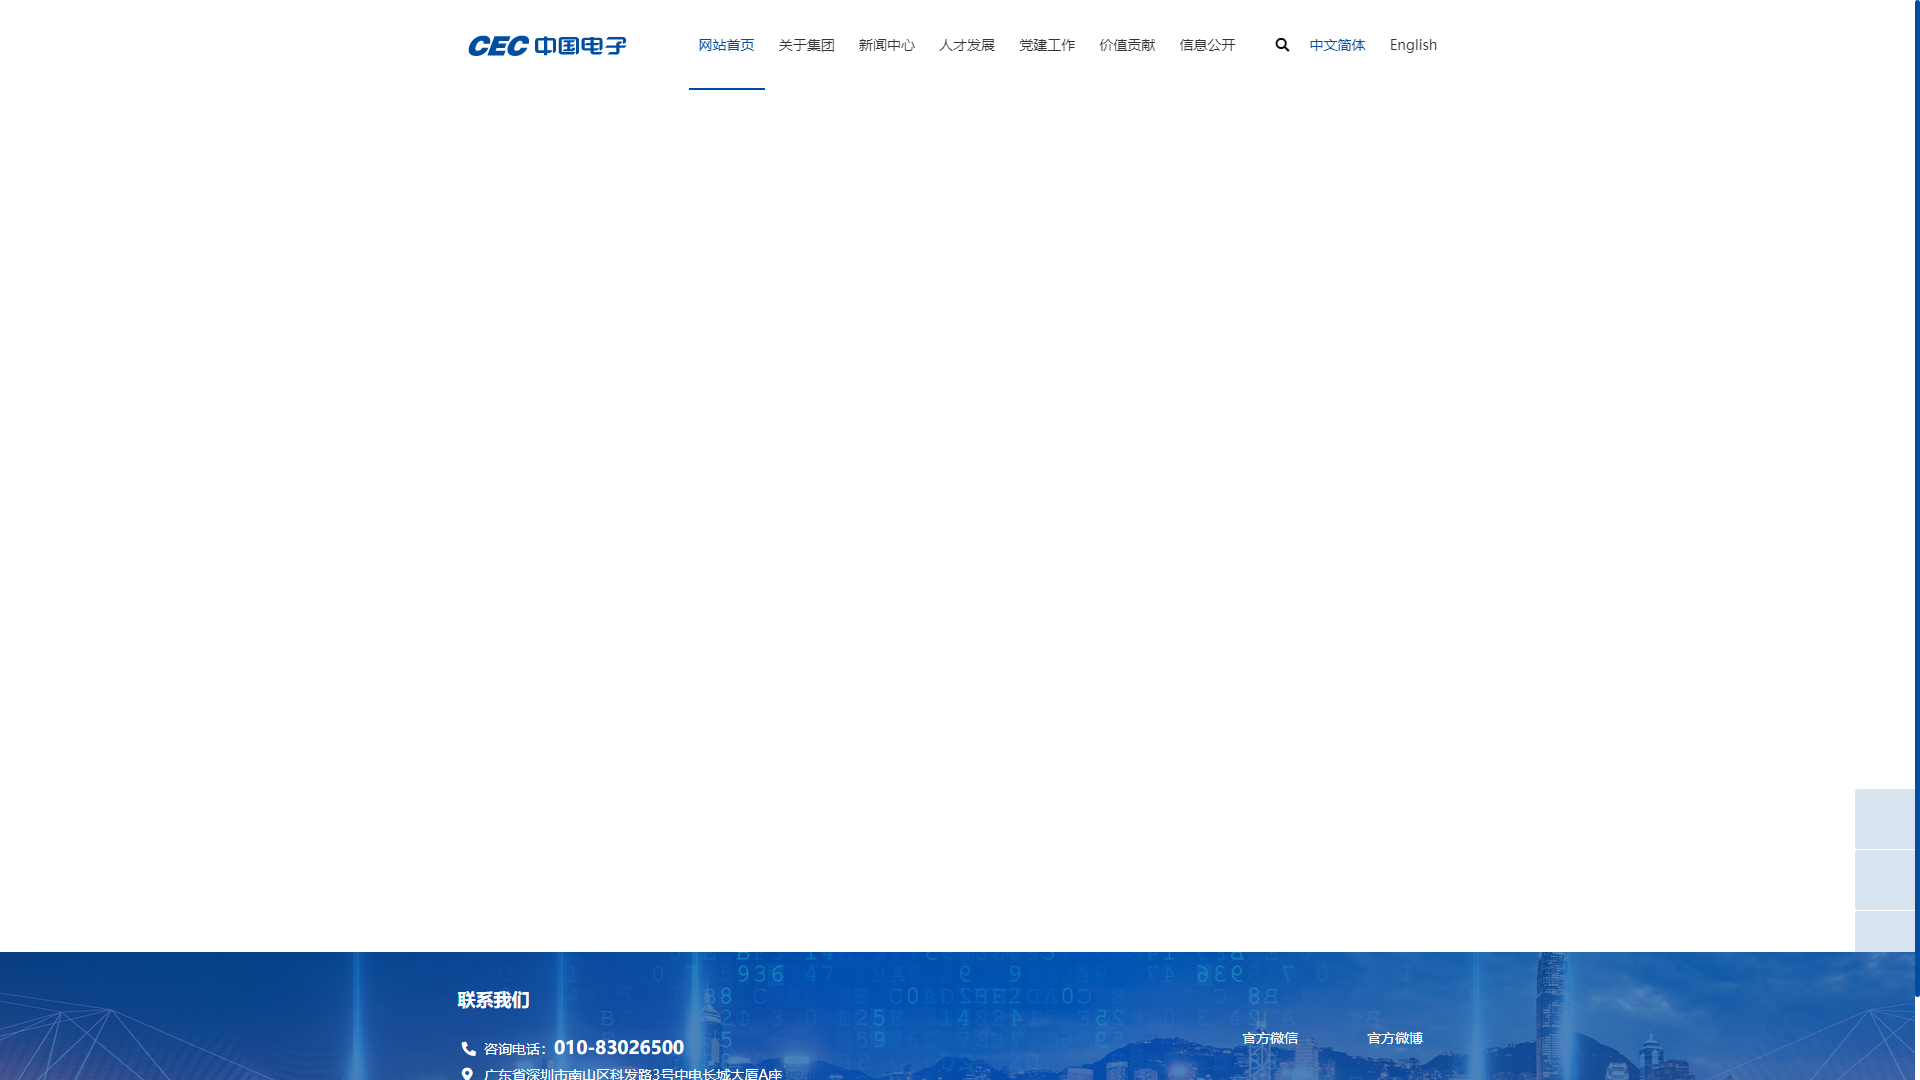 CEC 中国电子
网站首页 关于集团 新闻中心 人才发展 党建工作 价值贡献 信息公开 中文简体 English
联系我们
官方微信 官方微博
咨询电话：010-83026500
广东省深圳市南山区科发路3号中电长城大厦A座